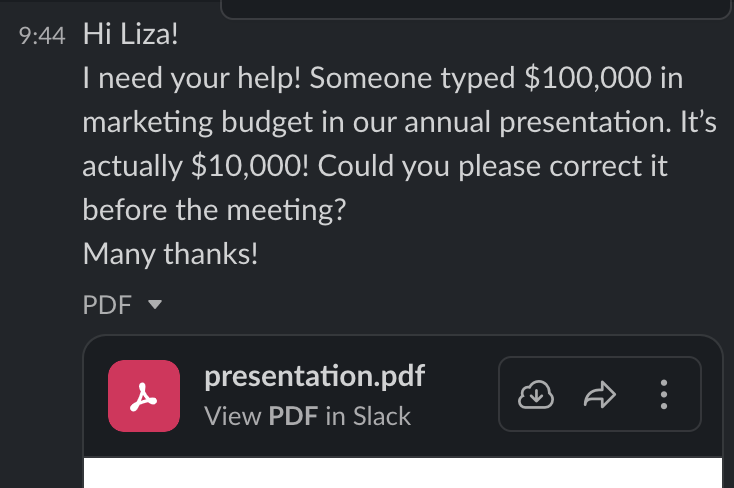 9:44 Hi Liza!
I need your help! Someone typed $100,000 in
marketing budget in our annual presentation. It’s
actually $10,000! Could you please correct it
before the meeting?
Many thanks!
PDF
presentation.pdf
View PDF in Slack